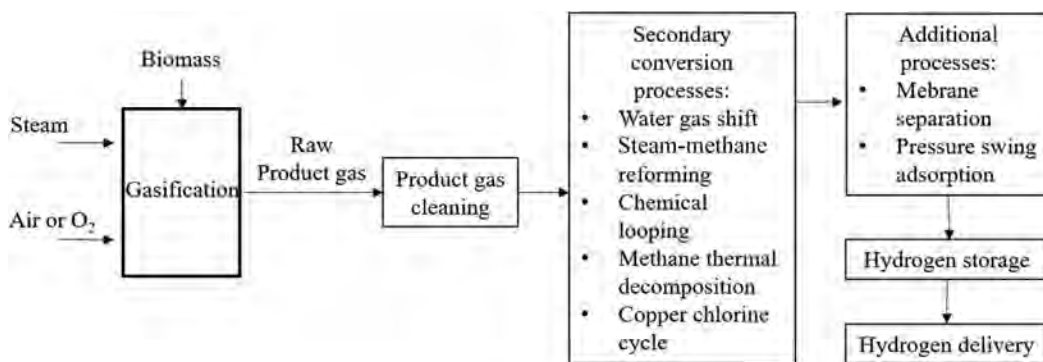 Biomass
Steam
Air or O₂
Gasification
Raw
Product gas
Product gas
cleaning
Secondary
conversion
processes:
• Water gas shift
• Steam-methane
reforming
• Chemical
looping
• Methane thermal
decomposition
• Copper chlorine
cycle
Additional
processes:
• Mebrane
separation
• Pressure swing
adsorption
Hydrogen storage
Hydrogen delivery